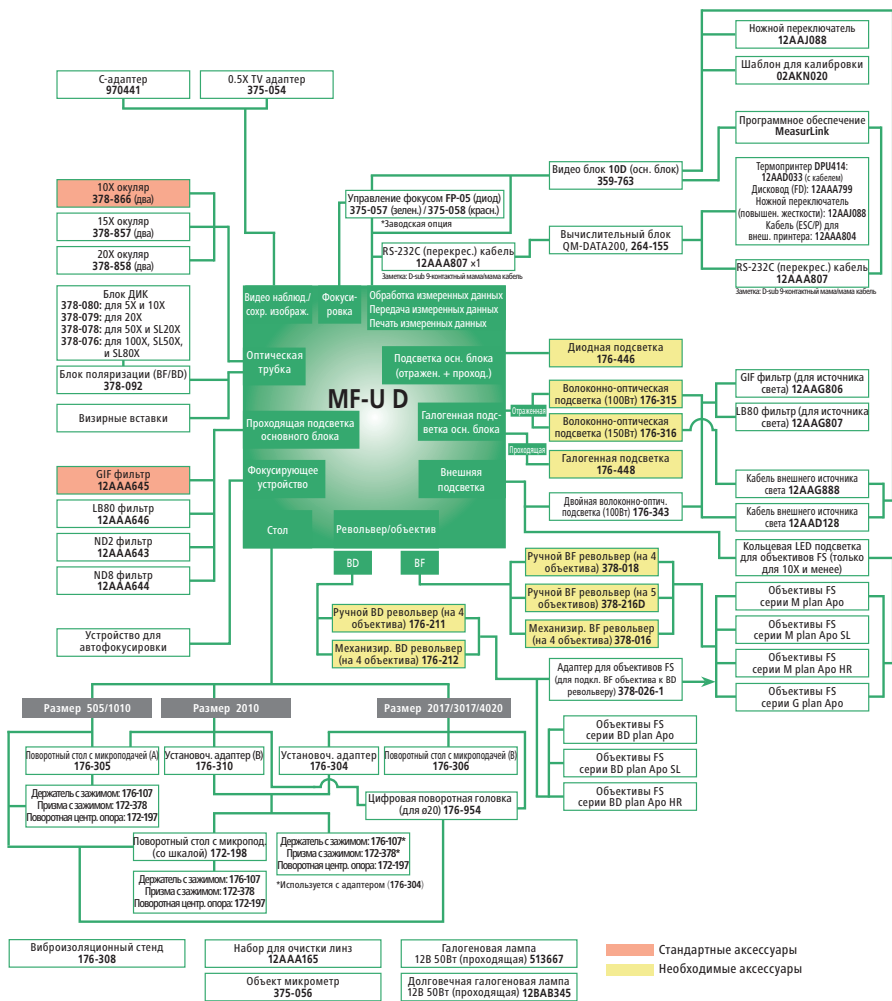 Ножной переключатель
12AAJ088
Шаблон для калибровки
02AKN020
С-адаптер
970441
0.5X TV адаптер
375-054
Программное обеспечение
MeasurLink
Видео блок 10D (осн. блок)
359-763
Термопринтер DPU414:
12AAD033 (с кабелем)
Дисковод (FD): 12AAA799
Ножной переключатель
(повышен. жесткости): 12AAJ088
Кабель (ESC/P) для
внеш. принтера: 12AAA804
10X окуляр
378-866 (два)
15X окуляр
378-857 (два)
20X окуляр
378-858 (два)
Управление фокусом FP-05 (диод)
375-057 (зелен.) / 375-058 (красн.)
*Заводская опция
RS-232C (перекрес.) кабель
12AAA807 ×1
Заметка: D-sub 9-контактный мама/мама кабель
Вычислительный блок
QM-DATA200, 264-155
RS-232C (перекрес.) кабель
12AAA807
Заметка: D-sub 9-контактный мама/мама кабель
Блок ДИК
378-080: для 5X и 10X
378-079: для 20X
378-078: для 50X и SL20X
378-076: для 100X, SL50X,
и SL80X
Блок поляризации (BF/BD)
378-092
Визирные вставки
Видео наблюд./
сохр. изображ.
Фокуси-
ровка
Обработка измеренных данных
Передача измеренных данных
Печать измеренных данных
Оптическая
трубка
Подсветка осн. блока
(отражен. + проход.)
MF-U D
Проходящая подсветка
основного блока
Галогенная подс-
ветка осн. блока
Отраженная
Проходящая
Фокусирующее
устройство
Внешняя
подсветка
Стол
Револьвер/объектив
BD
BF
Диодная подсветка
176-446
Волоконно-оптическая
подсветка (100Вт) 176-315
Волоконно-оптическая
подсветка (150Вт) 176-316
Галогенная подсветка
176-448
Двойная волоконно-оптич.
подсветка (100Вт) 176-343
GIF фильтр (для источника
света) 12AAG806
LB80 фильтр (для источника
света) 12AAG807
Кабель внешнего источника
света 12AAG888
Кабель внешнего источника
света 12AAD128
Кольцевая LED подсветка
для объективов FS (только
для 10X и менее)
GIF фильтр
12AAA645
LB80 фильтр
12AAA646
ND2 фильтр
12AAA643
ND8 фильтр
12AAA644
Устройство для
автофокусировки
Ручной BF револьвер (на 4
объектива) 378-018
Ручной BF револьвер (на 5
объективов) 378-216D
Механизир. BF револьвер
(на 4 объектива) 378-016
Ручной BD револьвер (на 4
объектива) 176-211
Механизир. BD револьвер
(на 4 объектива) 176-212
Адаптер для объективов FS
(для подкл. BF объектива к BD
револьверу) 378-026-1
Объективы FS
серии M plan Apo
Объективы FS
серии M plan Apo SL
Объективы FS
серии M plan Apo HR
Объективы FS
серии G plan Apo
Объективы FS
серии BD plan Apo
Объективы FS
серии BD plan Apo SL
Объективы FS
серии BD plan Apo HR
Размер 505/1010
Размер 2010
Размер 2017/3017/4020
Поворотный стол с микроподачей (A)
176-305
Установоч. адаптер (B)
176-310
Установоч. адаптер
176-304
Поворотный стол с микроподачей (B)
176-306
Держатель с зажимом: 176-107
Призма с зажимом: 172-378
Поворотная центр. опора: 172-197
Цифровая поворотная головка
(для ø20) 176-954
Поворотный стол с микропод.
(со шкалой) 172-198
Держатель с зажимом: 176-107*
Призма с зажимом: 172-378*
Поворотная центр. опора: 172-197
*Используется с адаптером (176-304)
Держатель с зажимом: 176-107
Призма с зажимом: 172-378
Поворотная центр. опора: 172-197
Виброизоляционный стенд
176-308
Набор для очистки линз
12AAA165
Объект микрометр
375-056
Галогеновая лампа
12В 50Вт (проходящая) 513667
Долговечная галогеновая лампа
12В 50Вт (проходящая) 12BAB345
Стандартные аксессуары
Необходимые аксессуары